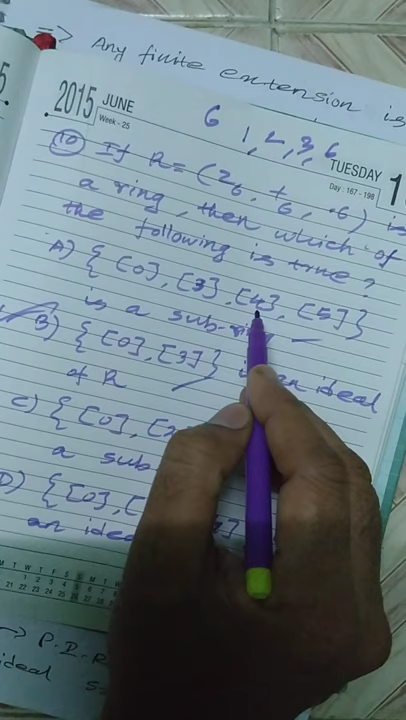 => Any finite extension is
2015 JUNE
Week - 25
6 1, 2, 3, 6
TUESDAY
Day : 167 - 198
10 If R = (Z6, +6, .6) is
a ring, then which of
the following is true?
A) {[0], [3], [4], [5]}
is a sub-
B) {[0], [3]} is an ideal
of R
C) {[0],
a sub
D) {[0],
an idea
M T W T F S S M T W T F S
-> P.I.R
ideal S=